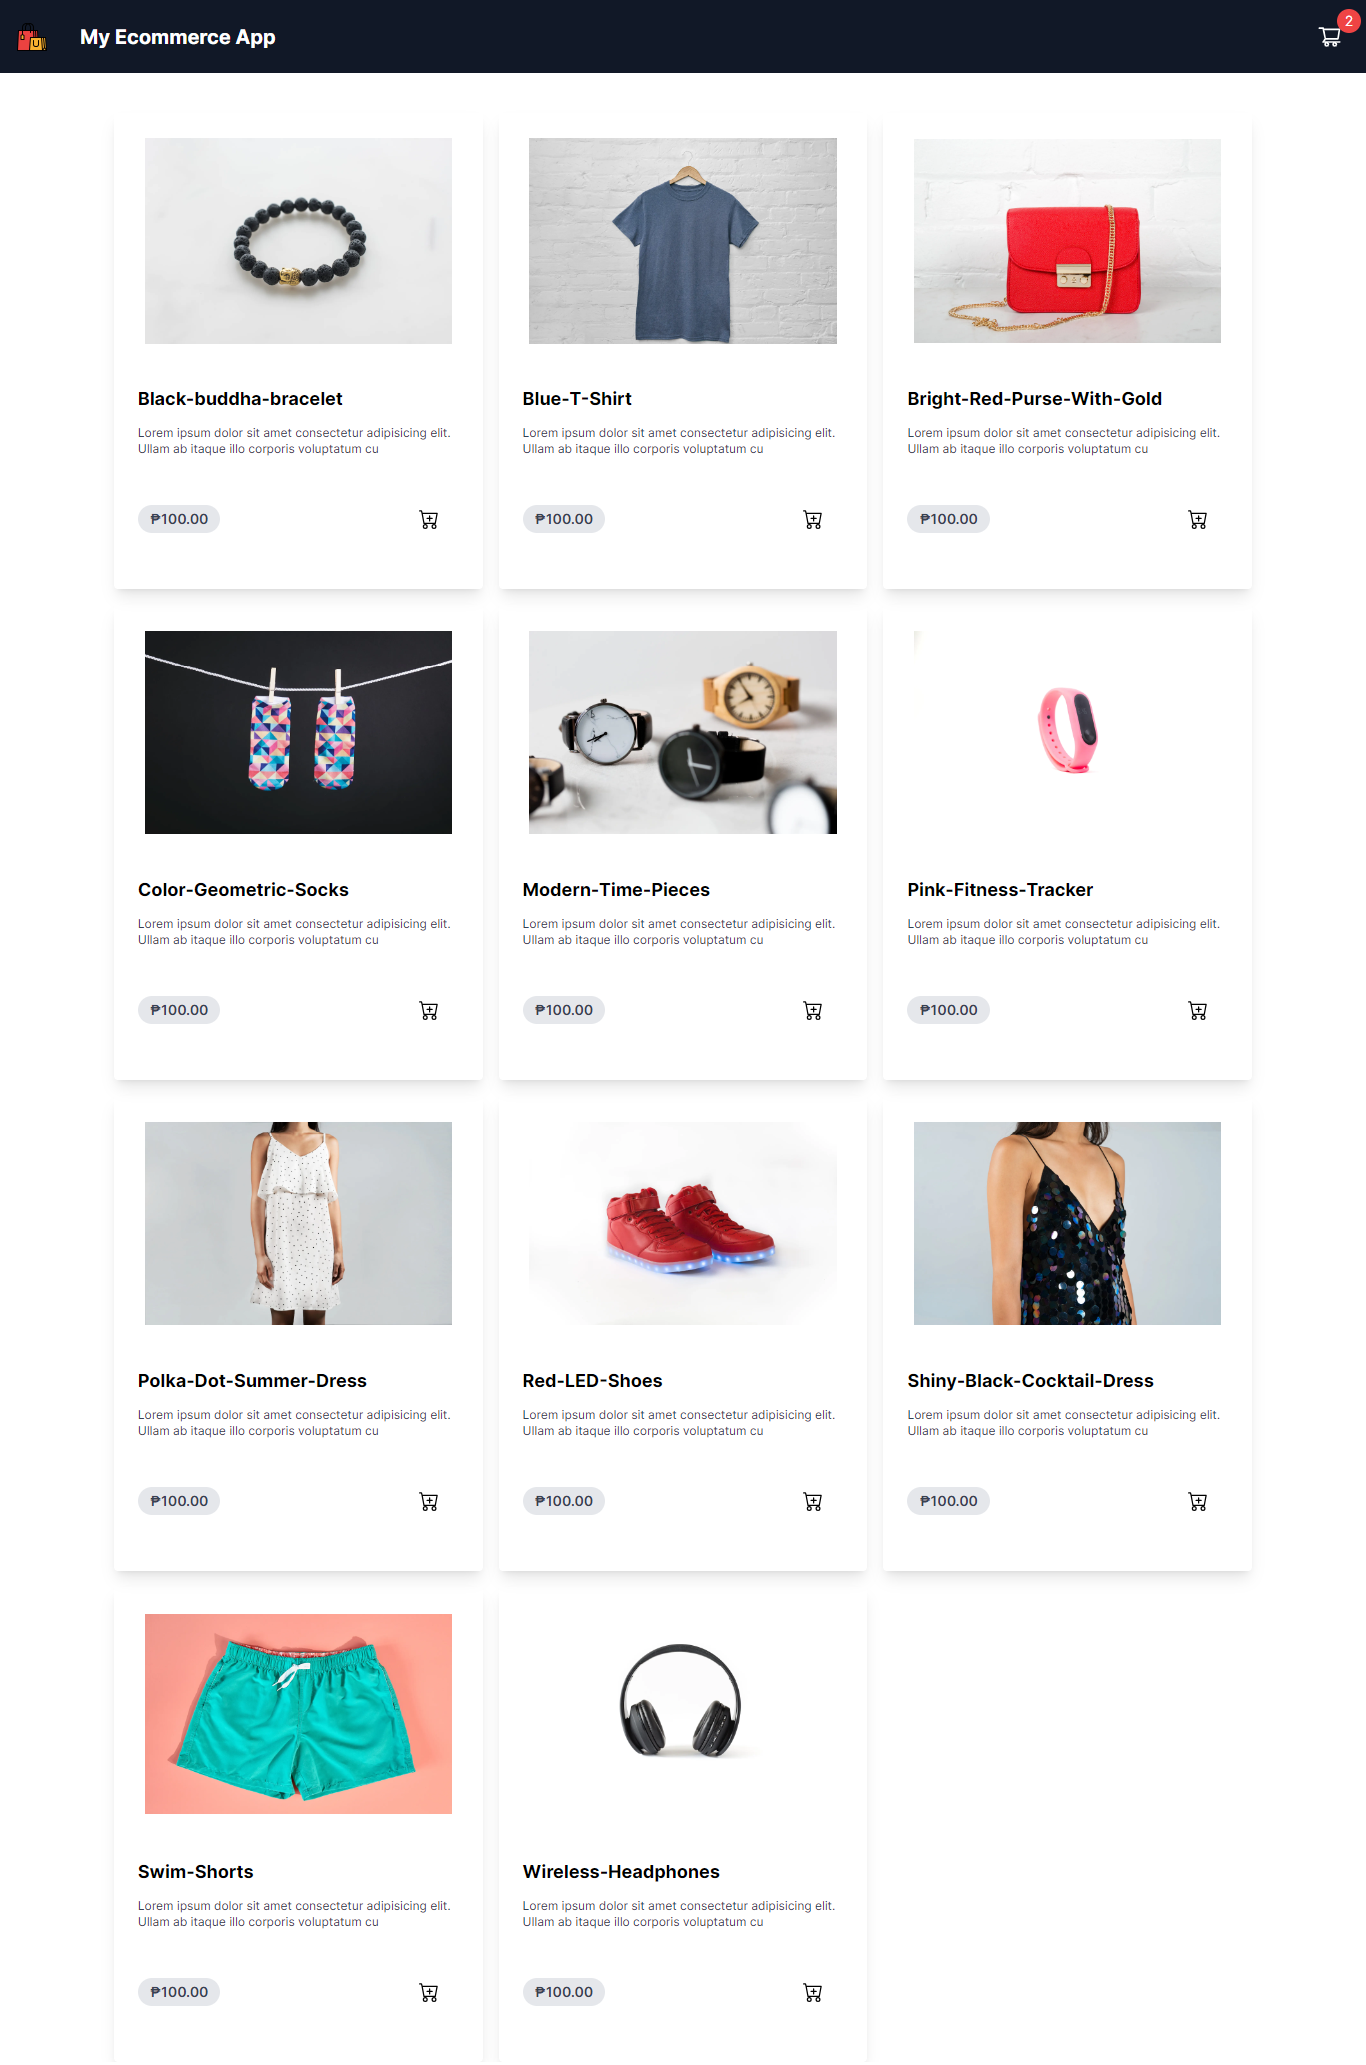 My Ecommerce App
2
Black-buddha-bracelet
Lorem ipsum dolor sit amet consectetur adipisicing elit.
Ullam ab itaque illo corporis voluptatum cu
₱100.00
Blue-T-Shirt
Lorem ipsum dolor sit amet consectetur adipisicing elit.
Ullam ab itaque illo corporis voluptatum cu
₱100.00
Bright-Red-Purse-With-Gold
Lorem ipsum dolor sit amet consectetur adipisicing elit.
Ullam ab itaque illo corporis voluptatum cu
₱100.00
Color-Geometric-Socks
Lorem ipsum dolor sit amet consectetur adipisicing elit.
Ullam ab itaque illo corporis voluptatum cu
₱100.00
Modern-Time-Pieces
Lorem ipsum dolor sit amet consectetur adipisicing elit.
Ullam ab itaque illo corporis voluptatum cu
₱100.00
Pink-Fitness-Tracker
Lorem ipsum dolor sit amet consectetur adipisicing elit.
Ullam ab itaque illo corporis voluptatum cu
₱100.00
Polka-Dot-Summer-Dress
Lorem ipsum dolor sit amet consectetur adipisicing elit.
Ullam ab itaque illo corporis voluptatum cu
₱100.00
Red-LED-Shoes
Lorem ipsum dolor sit amet consectetur adipisicing elit.
Ullam ab itaque illo corporis voluptatum cu
₱100.00
Shiny-Black-Cocktail-Dress
Lorem ipsum dolor sit amet consectetur adipisicing elit.
Ullam ab itaque illo corporis voluptatum cu
₱100.00
Swim-Shorts
Lorem ipsum dolor sit amet consectetur adipisicing elit.
Ullam ab itaque illo corporis voluptatum cu
₱100.00
Wireless-Headphones
Lorem ipsum dolor sit amet consectetur adipisicing elit.
Ullam ab itaque illo corporis voluptatum cu
₱100.00